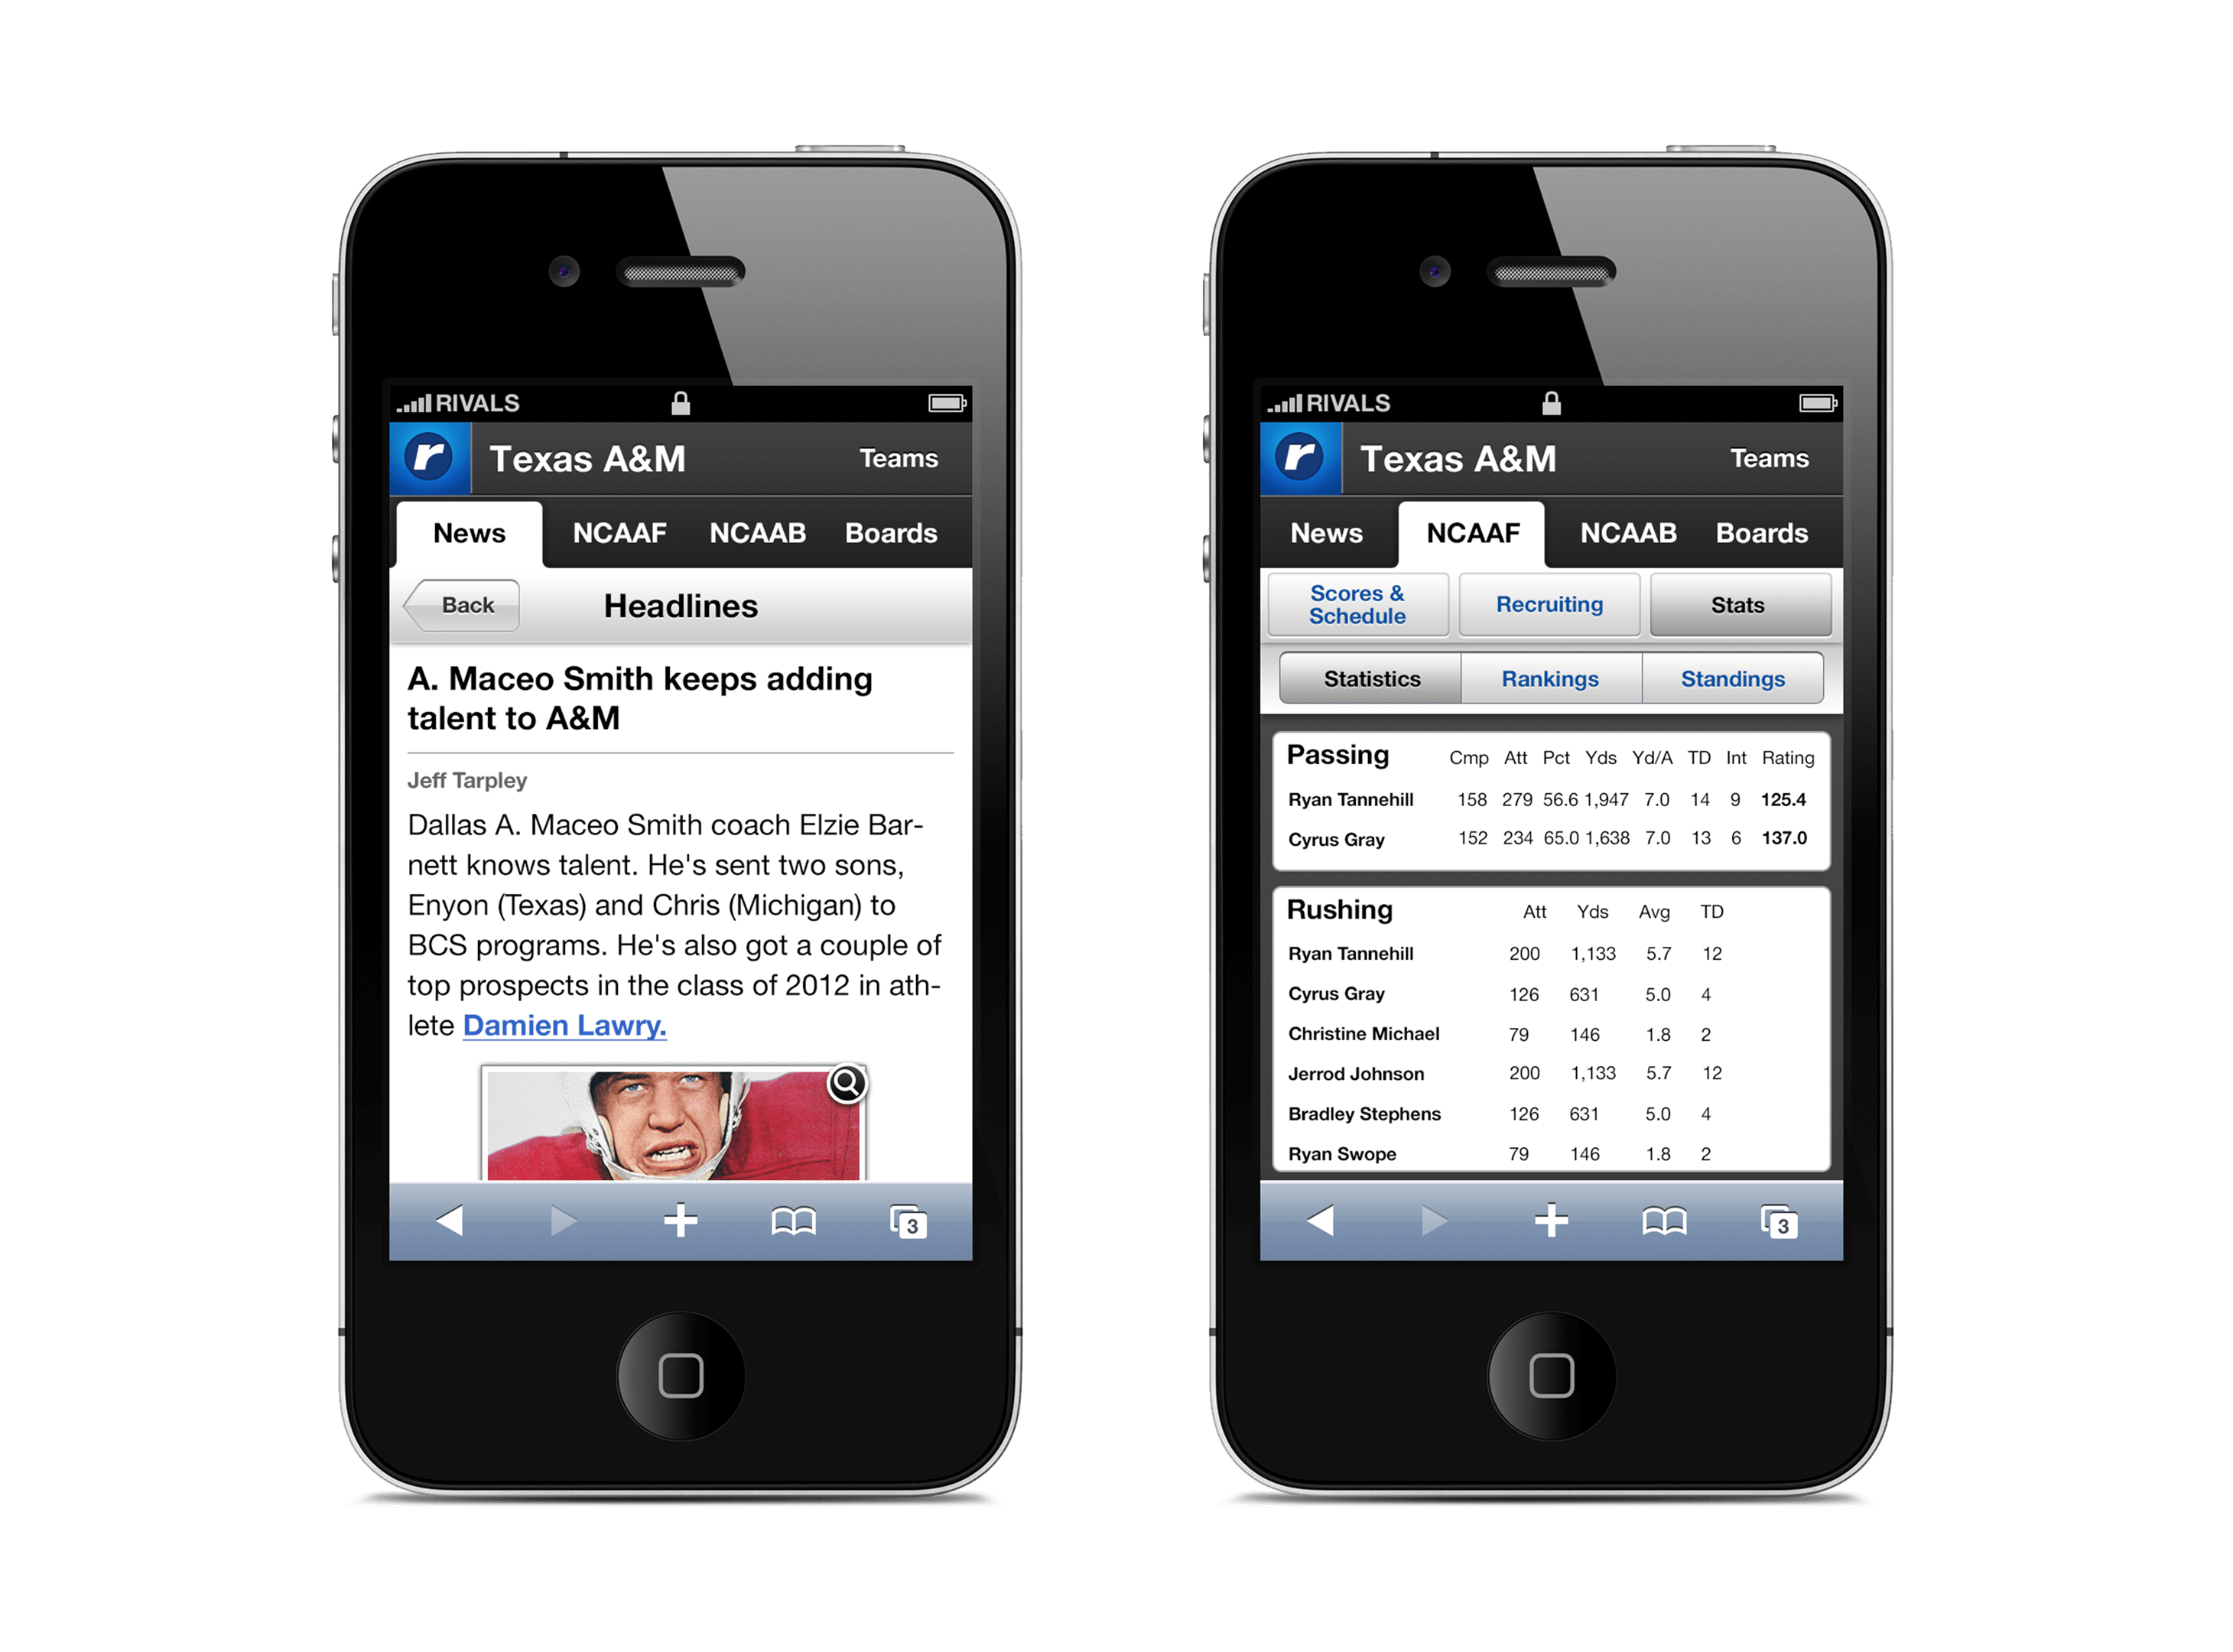 RIVALS
r Texas A&M Teams
News NCAAF NCAAB Boards
Back Headlines
A. Maceo Smith keeps adding
talent to A&M
Jeff Tarpley
Dallas A. Maceo Smith coach Elzie Bar-
nett knows talent. He's sent two sons,
Enyon (Texas) and Chris (Michigan) to
BCS programs. He's also got a couple of
top prospects in the class of 2012 in ath-
lete Damien Lawry.
3
RIVALS
r Texas A&M Teams
News NCAAF NCAAB Boards
Scores &
Schedule
Recruiting
Stats
Statistics Rankings Standings
Passing Cmp Att Pct Yds Yd/A TD Int Rating
Ryan Tannehill 158 279 56.6 1,947 7.0 14 9 125.4
Cyrus Gray 152 234 65.0 1,638 7.0 13 6 137.0
Rushing Att Yds Avg TD
Ryan Tannehill 200 1,133 5.7 12
Cyrus Gray 126 631 5.0 4
Christine Michael 79 146 1.8 2
Jerrod Johnson 200 1,133 5.7 12
Bradley Stephens 126 631 5.0 4
Ryan Swope 79 146 1.8 2
3